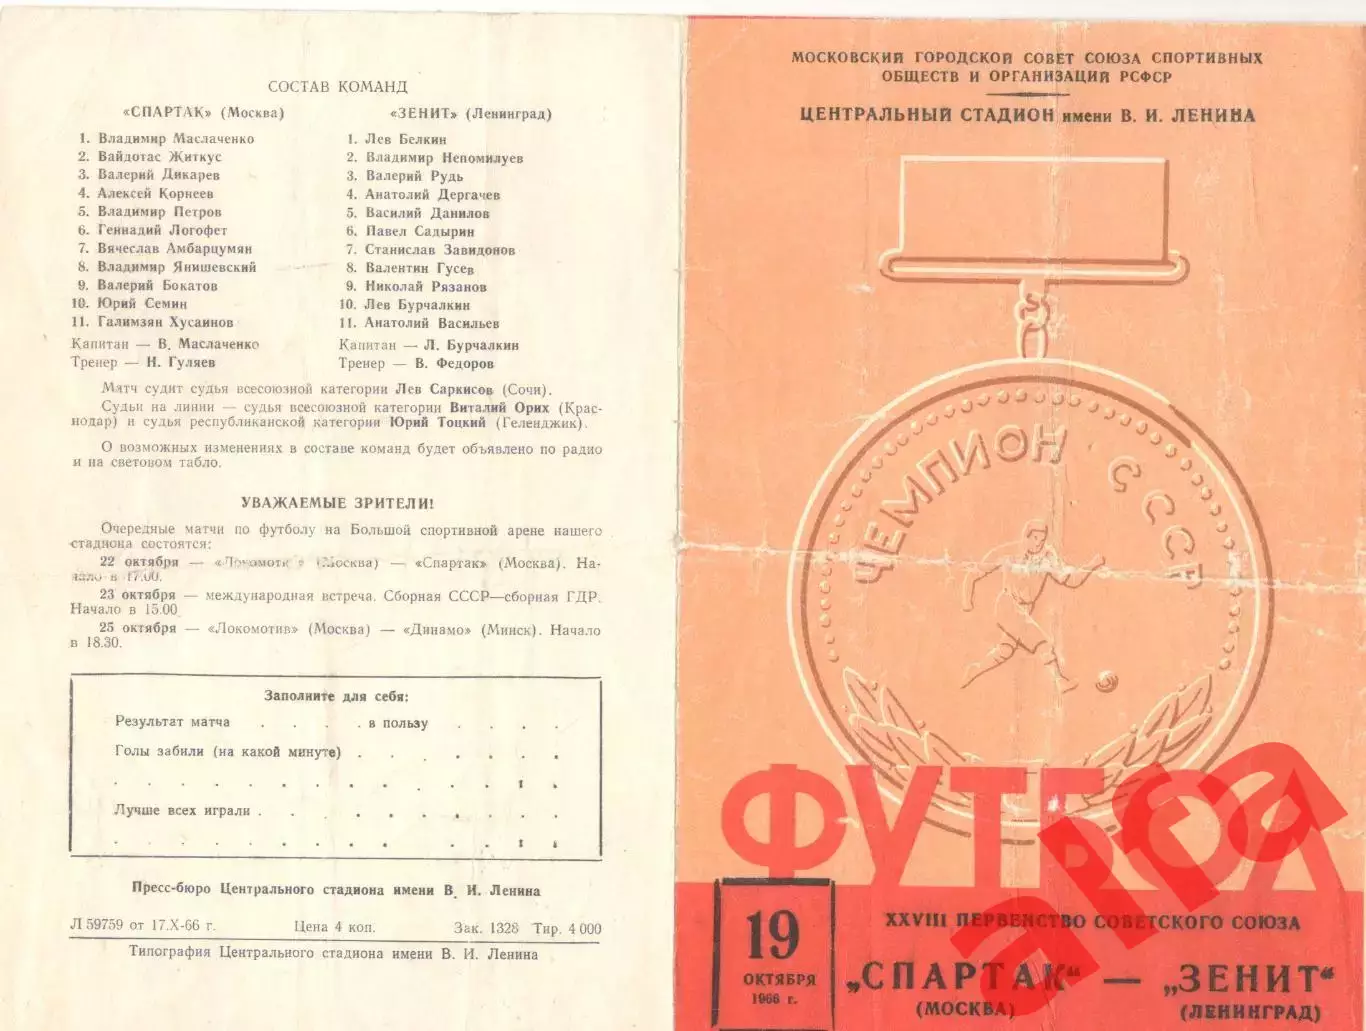 СОСТАВ КОМАНД
«СПАРТАК» (Москва)
1. Владимир Маслаченко
2. Вайдотас Житкус
3. Валерий Дикарев
4. Алексей Корнеев
5. Владимир Петров
6. Геннадий Логофет
7. Вячеслав Амбарцумян
8. Владимир Янишевский
9. Валерий Бокатов
10. Юрий Семин
11. Галимзян Хусаинов
Капитан — В. Маслаченко
Тренер — Н. Гуляев
«ЗЕНИТ» (Ленинград)
1. Лев Белкин
2. Владимир Непомилуев
3. Валерий Рудь
4. Анатолий Дергачев
5. Василий Данилов
6. Павел Садырин
7. Станислав Завидонов
8. Валентин Гусев
9. Николай Рязанов
10. Лев Бурчалкин
11. Анатолий Васильев
Капитан — Л. Бурчалкин
Тренер — В. Федоров
Матч судит судья всесоюзной категории Лев Саркисов (Сочи).
Судьи на линии — судья всесоюзной категории Виталий Орих (Крас-
нодар) и судья республиканской категории Юрий Тоцкий (Геленджик).
О возможных изменениях в составе команд будет объявлено по радио
и на световом табло.
УВАЖАЕМЫЕ ЗРИТЕЛИ!
Очередные матчи по футболу на Большой спортивной арене нашего
стадиона состоятся:
22 октября — (Москва) — «Спартак» (Москва). На-
чало в 17.00.
23 октября — международная встреча. Сборная СССР—сборная ГДР.
Начало в 15.00.
25 октября — «Локомотив» (Москва) — «Динамо» (Минск). Начало
в 18.30.
Заполните для себя:
Результат матча . . . . в пользу . . . .
Голы забили (на какой минуте) . . . . . . .
Лучше всех играли . . . . . . . . . .
Пресс-бюро Центрального стадиона имени В. И. Ленина
Л 59759 от 17.X-66 г. Цена 4 коп. Зак. 1328 Тир. 4 000
Типография Центрального стадиона имени В. И. Ленина
МОСКОВСКИЙ ГОРОДСКОЙ СОВЕТ СОЮЗА СПОРТИВНЫХ
ОБЩЕСТВ И ОРГАНИЗАЦИЙ РСФСР
ЦЕНТРАЛЬНЫЙ СТАДИОН имени В. И. ЛЕНИНА
ЧЕМПИОН СССР
ФУТБОЛ
19
ОКТЯБРЯ
1966 г.
XXVIII ПЕРВЕНСТВО СОВЕТСКОГО СОЮЗА
„СПАРТАК" — „ЗЕНИТ"
(МОСКВА) (ЛЕНИНГРАД)
arfa